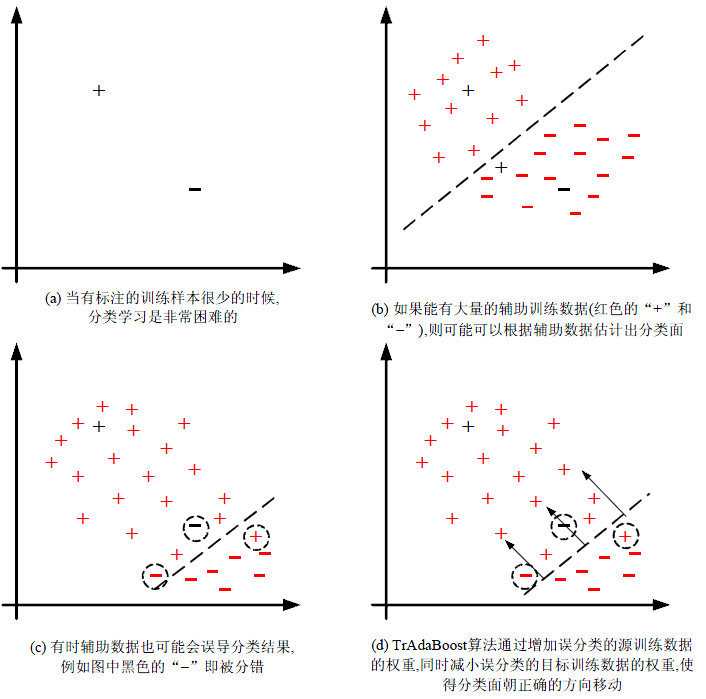 (a) 当有标注的训练样本很少的时候,
分类学习是非常困难的
(b) 如果能有大量的辅助训练数据(红色的“+”和
“−”),则可能可以根据辅助数据估计出分类面
(c) 有时辅助数据也可能会误导分类结果,
例如图中黑色的“−”即被分错
(d) TrAdaBoost算法通过增加误分类的源训练数据
的权重,同时减小误分类的目标训练数据的权重,使
得分类面朝正确的方向移动